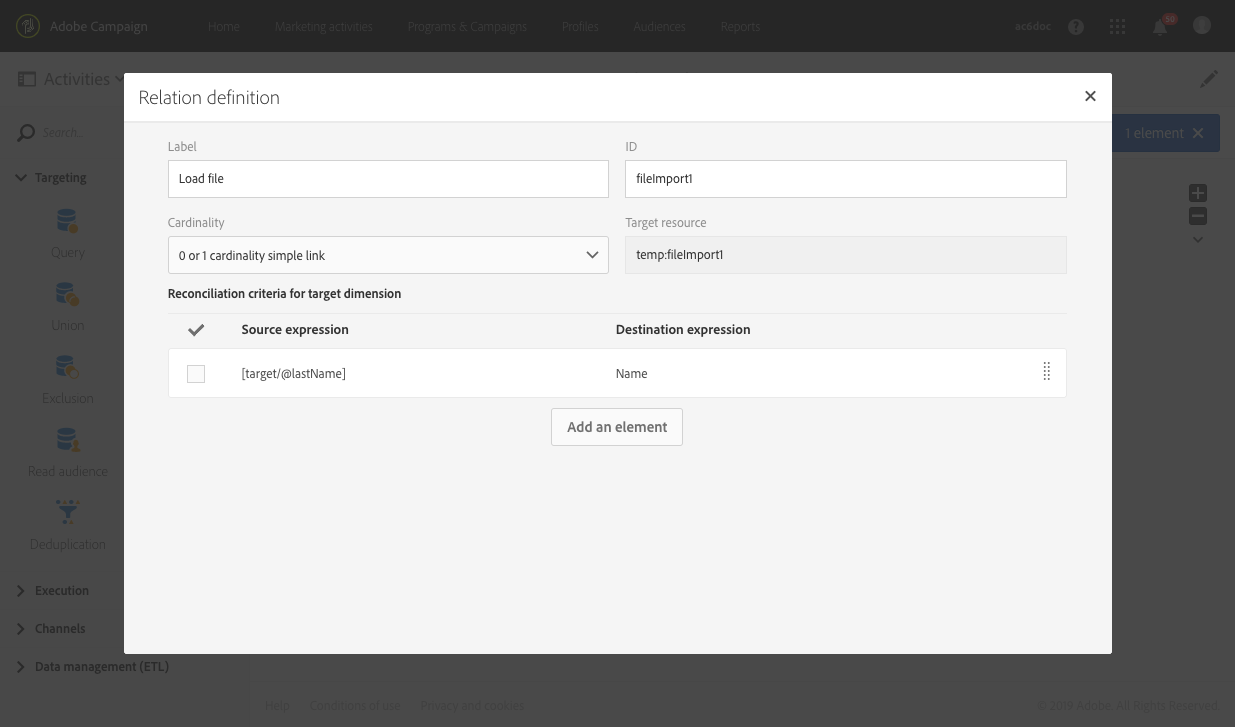 Adobe Campaign
Home Marketing activities Programs & Campaigns Profiles Audiences Reports ac6doc ? 50
Activities
Relation definition
Search...
1 element
Label ID
Load file fileImport1
Targeting
Cardinality Target resource
0 or 1 cardinality simple link temp:fileImport1
Query
Reconciliation criteria for target dimension
Union
Source expression Destination expression
[target/@lastName] Name
Exclusion
Add an element
Read audience
Deduplication
Execution
Channels
Data management (ETL)
Help Conditions of use Privacy and cookies © 2019 Adobe. All Rights Reserved.